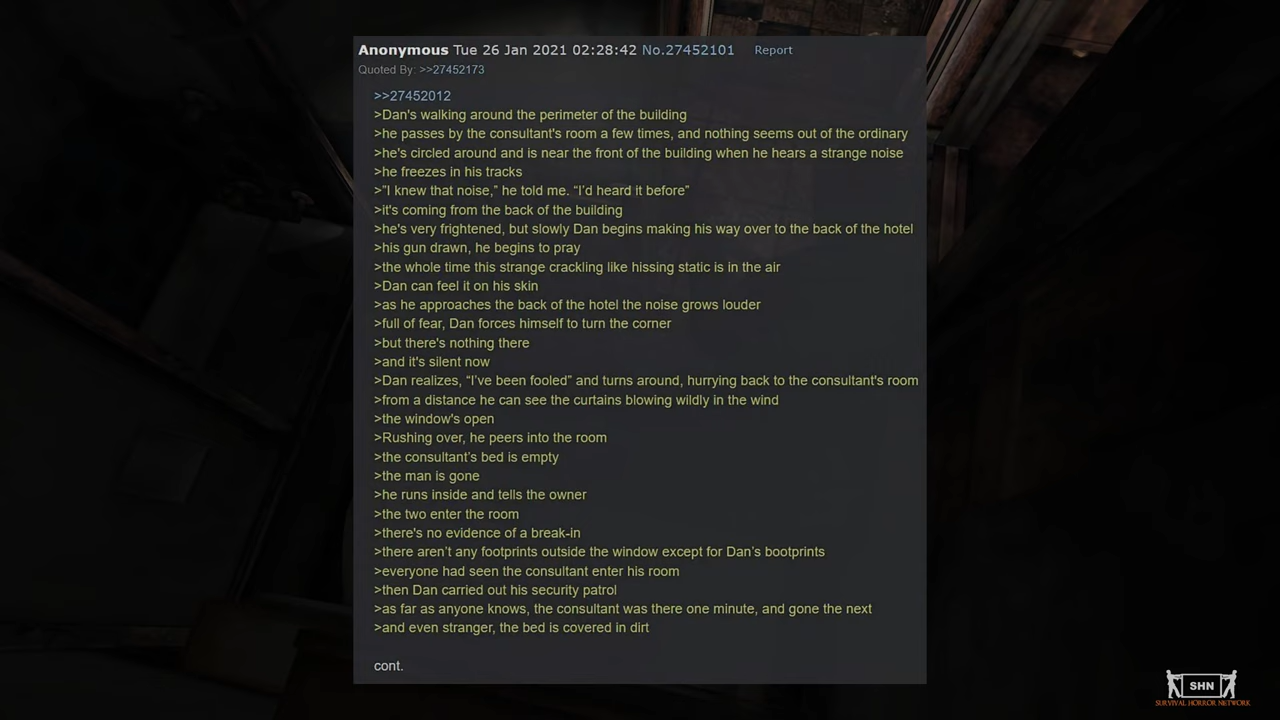 Anonymous Tue 26 Jan 2021 02:28:42 No.27452101 Report
Quoted By: >>27452173
>>27452012
>Dan's walking around the perimeter of the building
>he passes by the consultant's room a few times, and nothing seems out of the ordinary
>he's circled around and is near the front of the building when he hears a strange noise
>he freezes in his tracks
>"I knew that noise,” he told me. “I’d heard it before”
>it's coming from the back of the building
>he's very frightened, but slowly Dan begins making his way over to the back of the hotel
>his gun drawn, he begins to pray
>the whole time this strange crackling like hissing static is in the air
>Dan can feel it on his skin
>as he approaches the back of the hotel the noise grows louder
>full of fear, Dan forces himself to turn the corner
>but there's nothing there
>and it's silent now
>Dan realizes, “I’ve been fooled” and turns around, hurrying back to the consultant's room
>from a distance he can see the curtains blowing wildly in the wind
>the window's open
>Rushing over, he peers into the room
>the consultant’s bed is empty
>the man is gone
>he runs inside and tells the owner
>the two enter the room
>there's no evidence of a break-in
>there aren’t any footprints outside the window except for Dan’s bootprints
>everyone had seen the consultant enter his room
>then Dan carried out his security patrol
>as far as anyone knows, the consultant was there one minute, and gone the next
>and even stranger, the bed is covered in dirt
cont.
SHN
SURVIVAL HORROR NETWORK